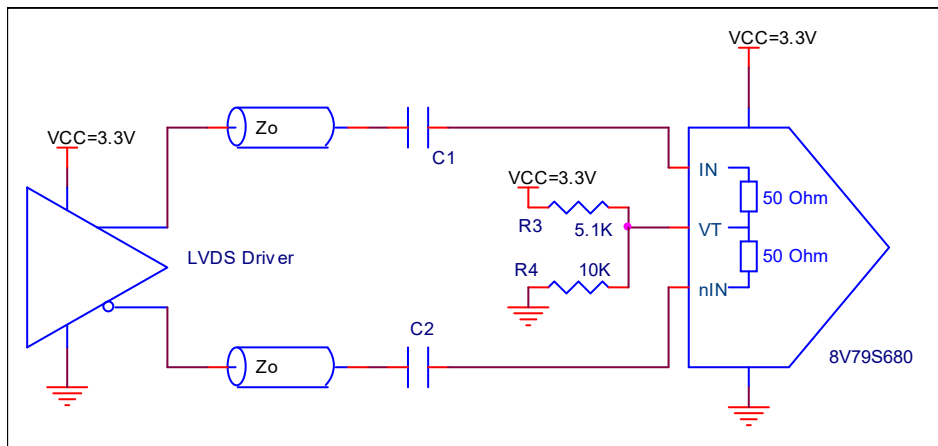 VCC=3.3V
Zo
VCC=3.3V
C1
IN
50 Ohm
VCC=3.3V
R3
5.1K
VT
LVDS Driver
R4
10K
50 Ohm
nIN
C2
Zo
8V79S680